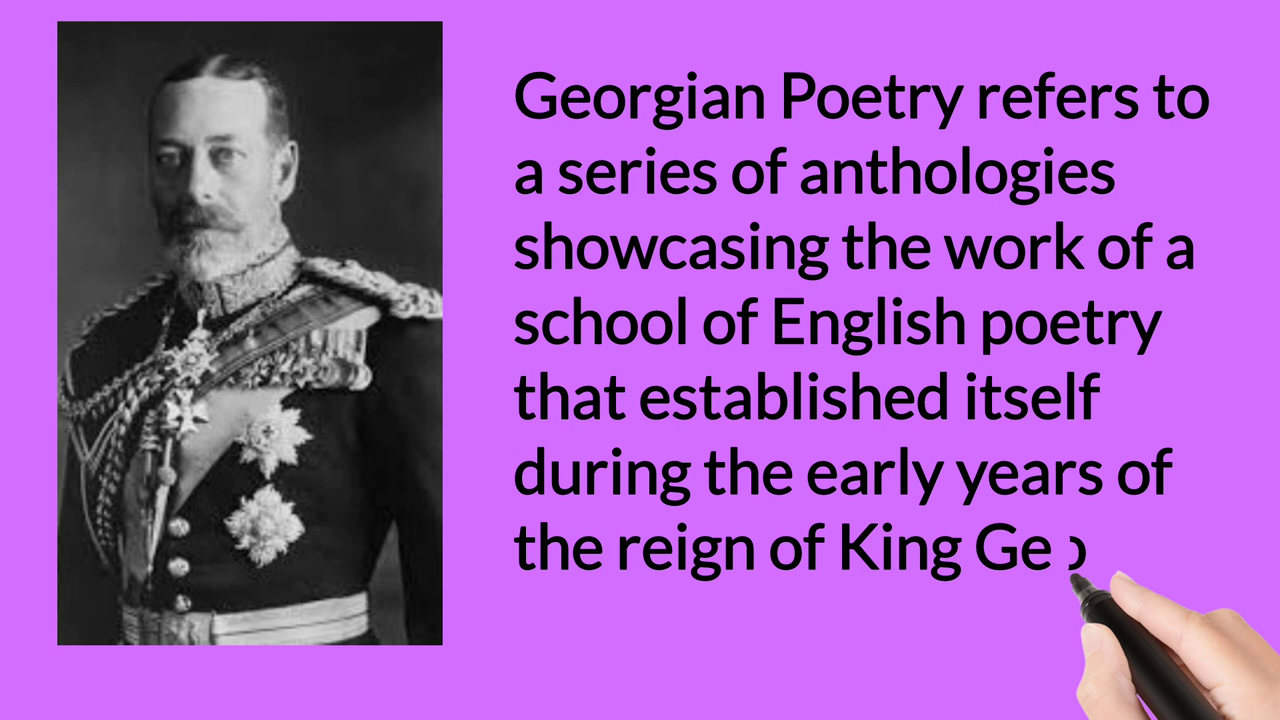 Georgian Poetry refers to
a series of anthologies
showcasing the work of a
school of English poetry
that established itself
during the early years of
the reign of King Geo